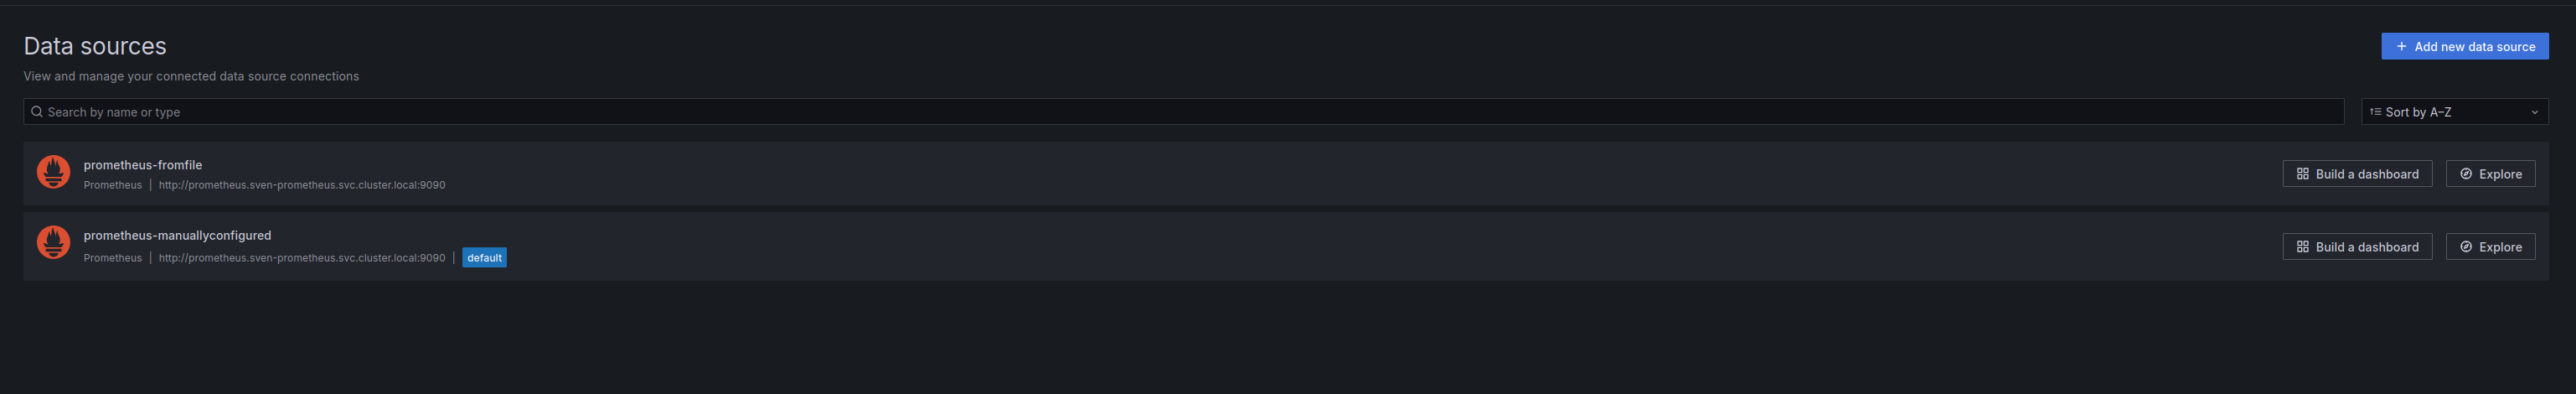 Data sources
Add new data source
View and manage your connected data source connections
Search by name or type
Sort by A–Z
prometheus-fromfile
Prometheus | http://prometheus.sven-prometheus.svc.cluster.local:9090
Build a dashboard
Explore
prometheus-manuallyconfigured
Prometheus | http://prometheus.sven-prometheus.svc.cluster.local:9090 | default
Build a dashboard
Explore